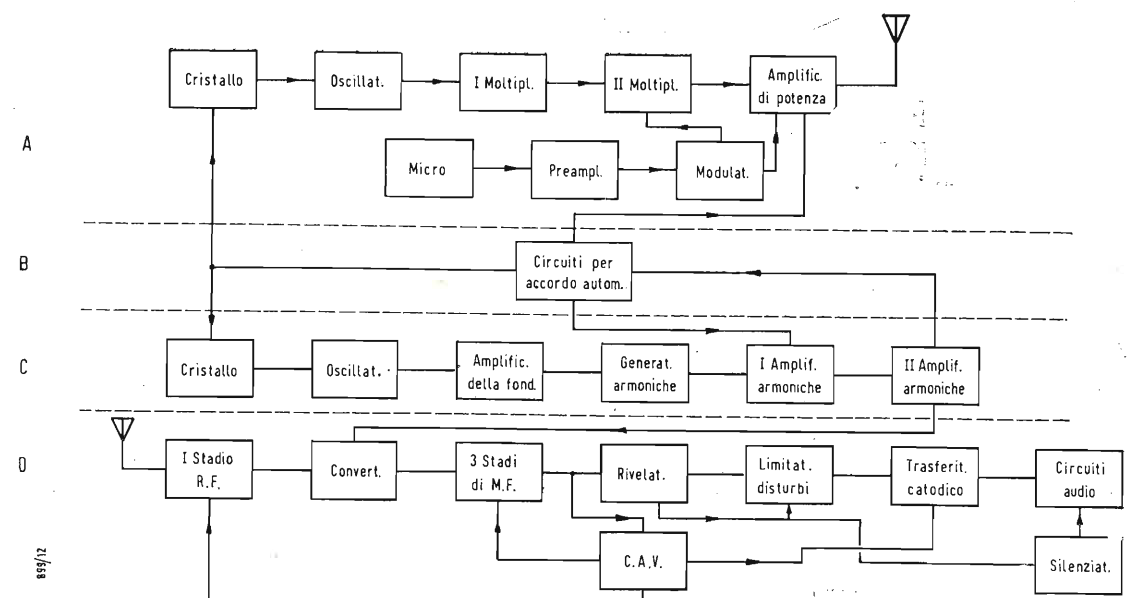 A
Cristallo
Oscillat.
I Moltipl.
II Moltipl.
Amplific.
di potenza
Micro
Preampl.
Modulat.
B
Circuiti per
accordo autom.
C
Cristallo
Oscillat.
Amplific.
della fond.
Generat.
armoniche
I Amplif.
armoniche
II Amplif.
armoniche
D
I Stadio
R.F.
Convert.
3 Stadi
di M.F.
Rivelat.
Limitat.
disturbi
Trasferit.
catodico
Circuiti
audio
C.A.V.
Silenziat.
899/12